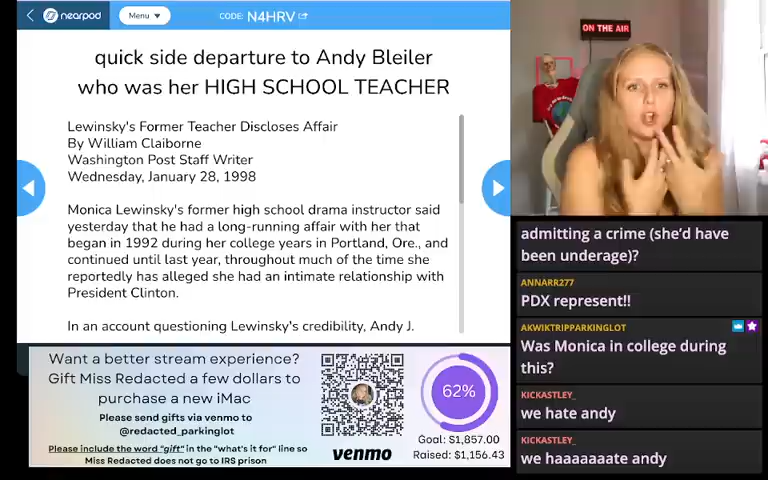 nearpod
Menu
CODE: N4HRV
quick side departure to Andy Bleiler
who was her HIGH SCHOOL TEACHER
Lewinsky's Former Teacher Discloses Affair
By William Claiborne
Washington Post Staff Writer
Wednesday, January 28, 1998
Monica Lewinsky's former high school drama instructor said
yesterday that he had a long-running affair with her that
began in 1992 during her college years in Portland, Ore., and
continued until last year, throughout much of the time she
reportedly has alleged she had an intimate relationship with
President Clinton.
In an account questioning Lewinsky's credibility, Andy J.
Want a better stream experience?
Gift Miss Redacted a few dollars to
purchase a new iMac
Please send gifts via venmo to
@redacted_parkinglot
Please include the word "gift" in the "what's it for" line so
Miss Redacted does not go to IRS prison
venmo
62%
Goal: $1,857.00
Raised: $1,156.43
ON THE AIR
admitting a crime (she'd have
been underage)?
ANNARR277
PDX represent!!
AKWIKTRIPPARKINGLOT
Was Monica in college during
this?
KICKASTLEY_
we hate andy
KICKASTLEY_
we haaaaaaate andy